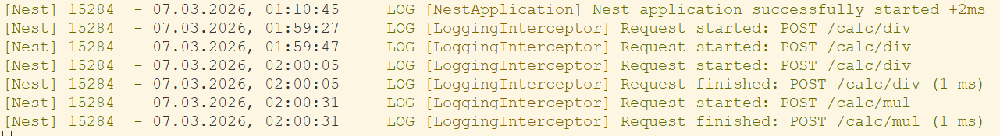 [Nest] 15284  - 07.03.2026, 01:10:45     LOG [NestApplication] Nest application successfully started +2ms
[Nest] 15284  - 07.03.2026, 01:59:27     LOG [LoggingInterceptor] Request started: POST /calc/div
[Nest] 15284  - 07.03.2026, 01:59:47     LOG [LoggingInterceptor] Request started: POST /calc/div
[Nest] 15284  - 07.03.2026, 02:00:05     LOG [LoggingInterceptor] Request started: POST /calc/div
[Nest] 15284  - 07.03.2026, 02:00:05     LOG [LoggingInterceptor] Request finished: POST /calc/div (1 ms)
[Nest] 15284  - 07.03.2026, 02:00:31     LOG [LoggingInterceptor] Request started: POST /calc/mul
[Nest] 15284  - 07.03.2026, 02:00:31     LOG [LoggingInterceptor] Request finished: POST /calc/mul (1 ms)